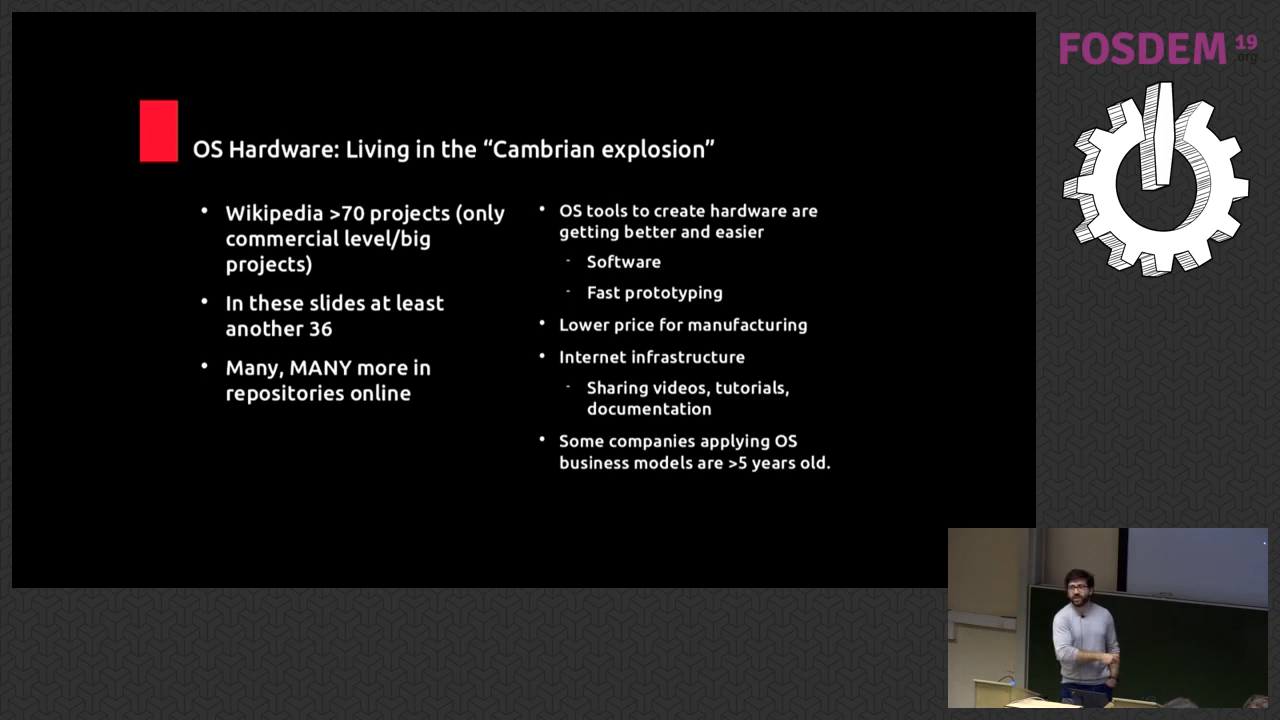 OS Hardware: Living in the “Cambrian explosion”
• Wikipedia >70 projects (only
commercial level/big
projects)
• In these slides at least
another 36
• Many, MANY more in
repositories online
• OS tools to create hardware are
getting better and easier
- Software
- Fast prototyping
• Lower price for manufacturing
• Internet infrastructure
- Sharing videos, tutorials,
documentation
• Some companies applying OS
business models are >5 years old.
FOSDEM 19
.org